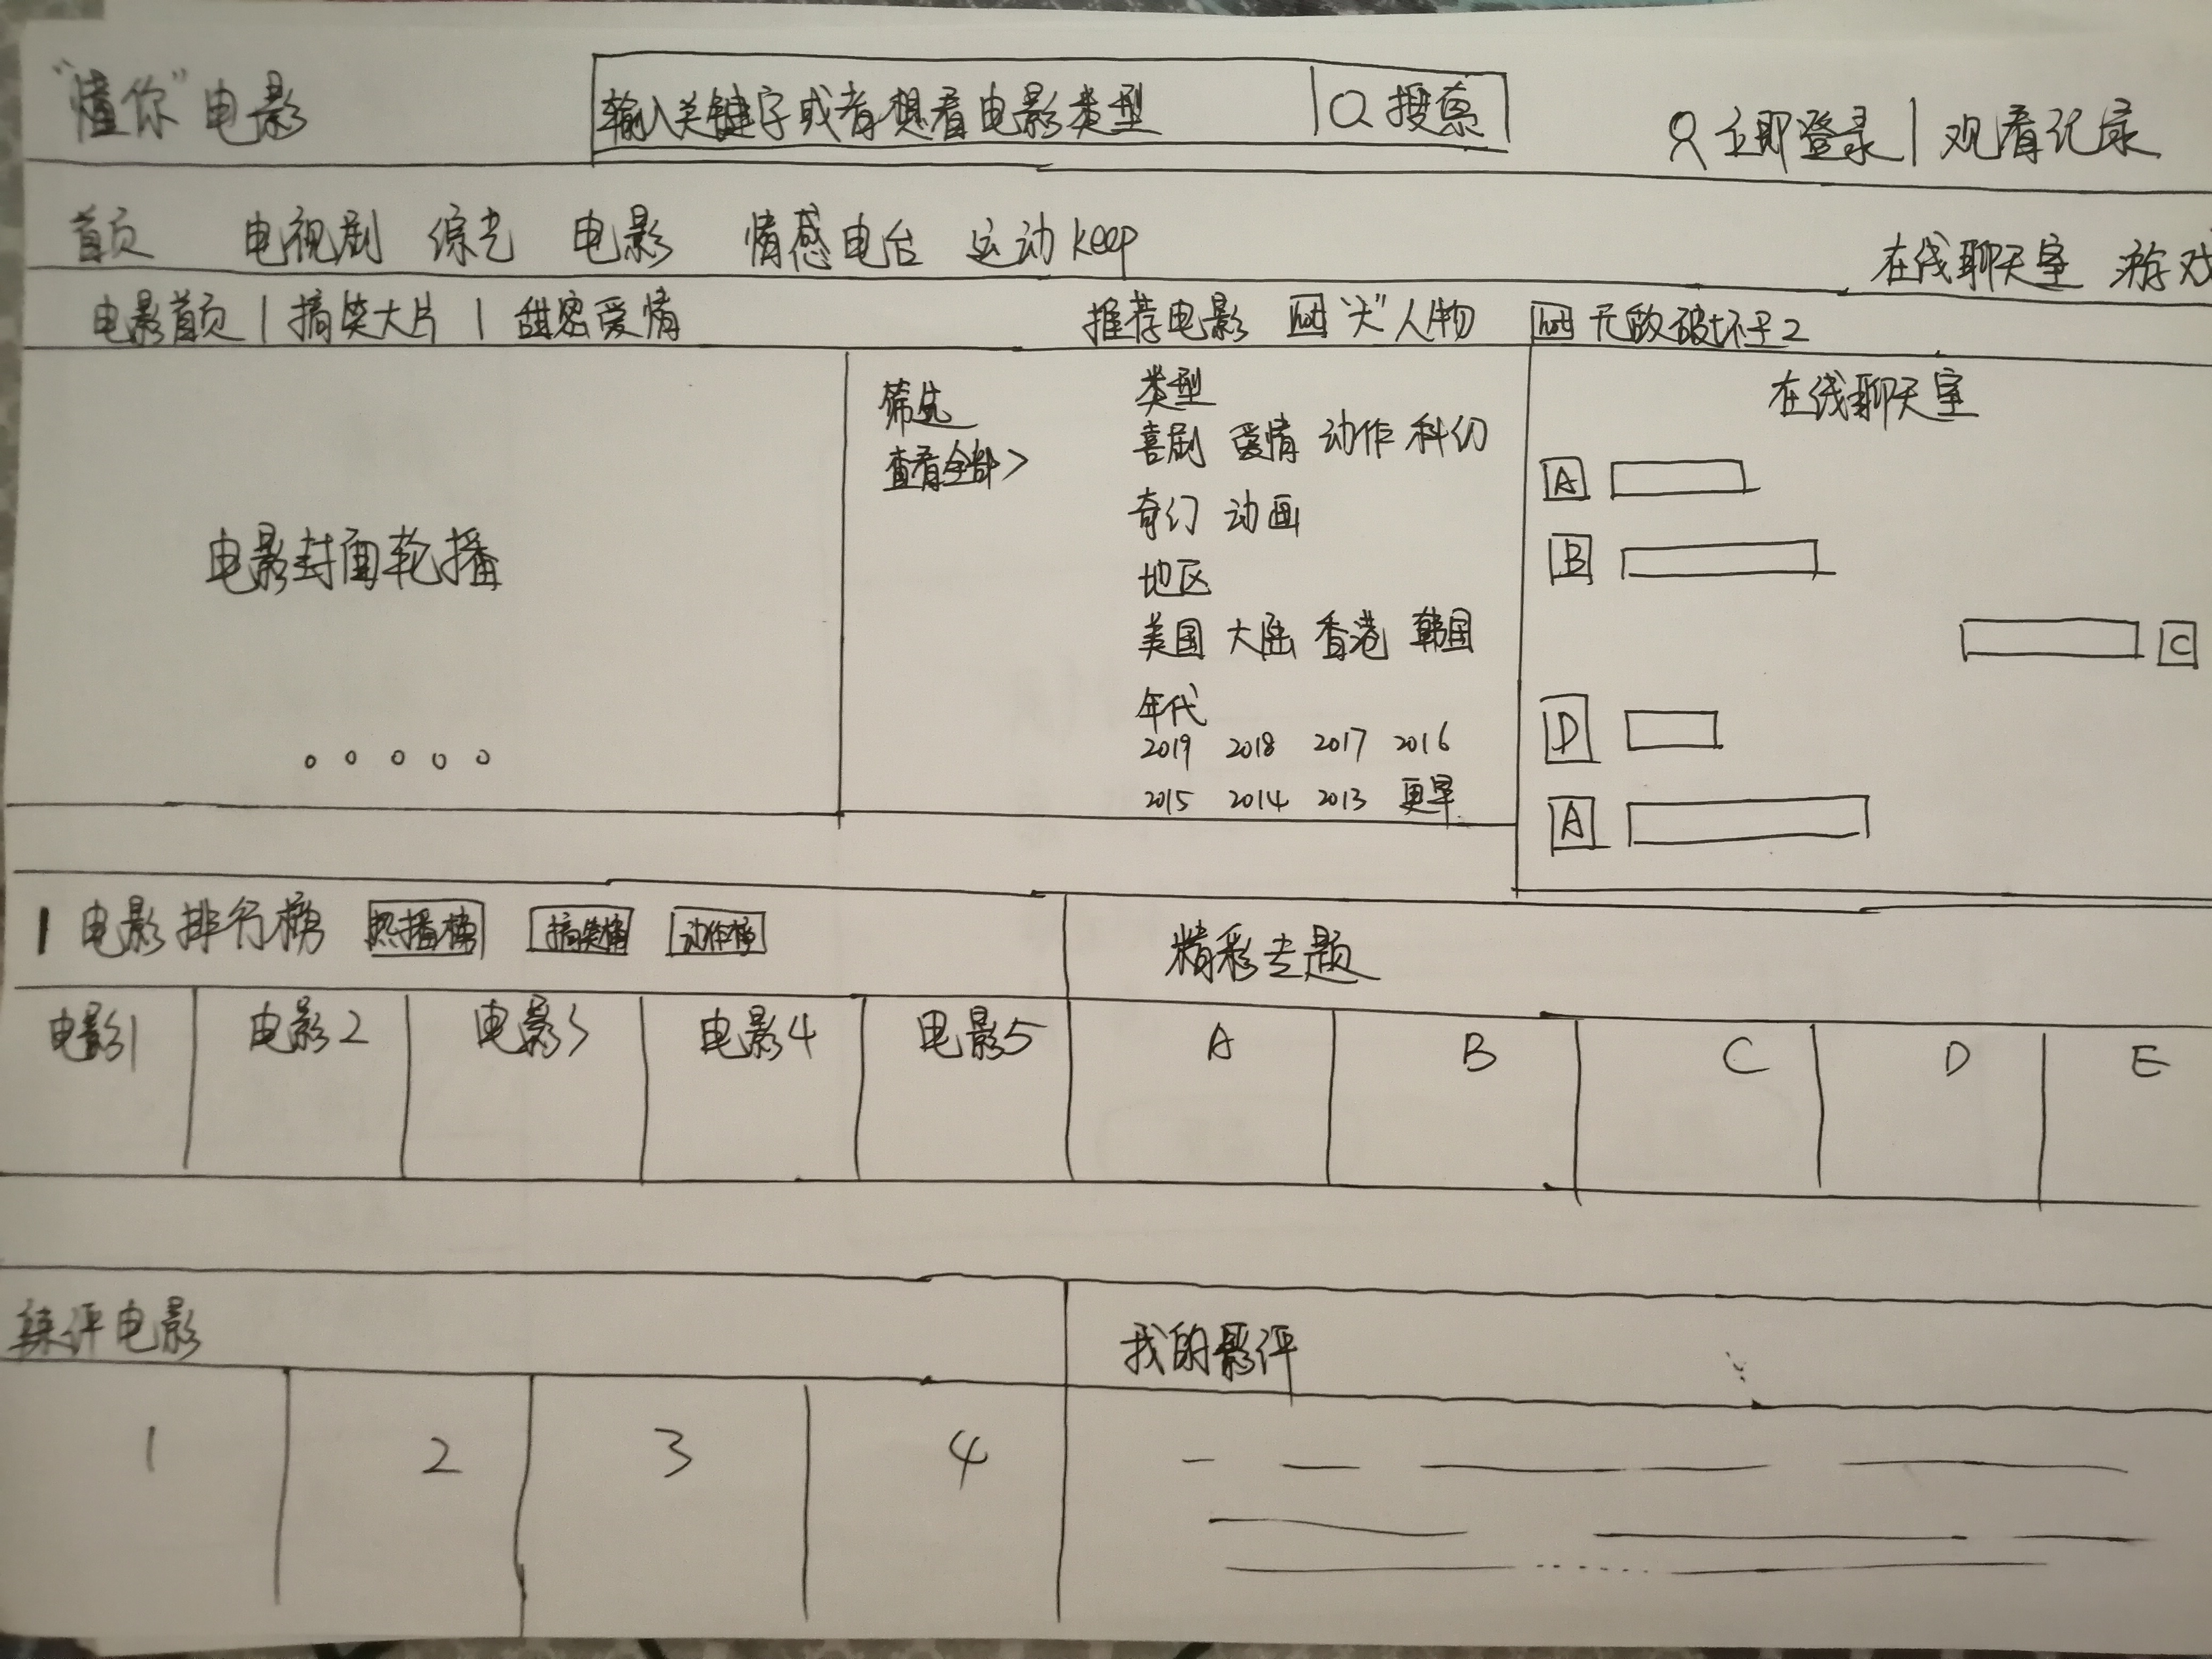 “懂你”电影
输入关键字或者想看电影类型 搜索
立即登录 | 观看记录
首页 电视剧 综艺 电影 情感电台 运动keep 在线聊天室 游戏
电影首页 | 搞笑大片 | 甜密爱情 推荐电影 hot “大”人物 hot 无敌破坏王2
筛选
查看全部>
类型
喜剧 爱情 动作 科幻
奇幻 动画
地区
美国 大陆 香港 韩国
年代
2019 2018 2017 2016
2015 2014 2013 更早
电影封面轮播
在线聊天室
A
B
C
D
A
电影排行榜 热播榜 搞笑榜 动作榜
精彩专题
电影1 电影2 电影3 电影4 电影5
A B C D E
辣评电影
我的影评
1 2 3 4